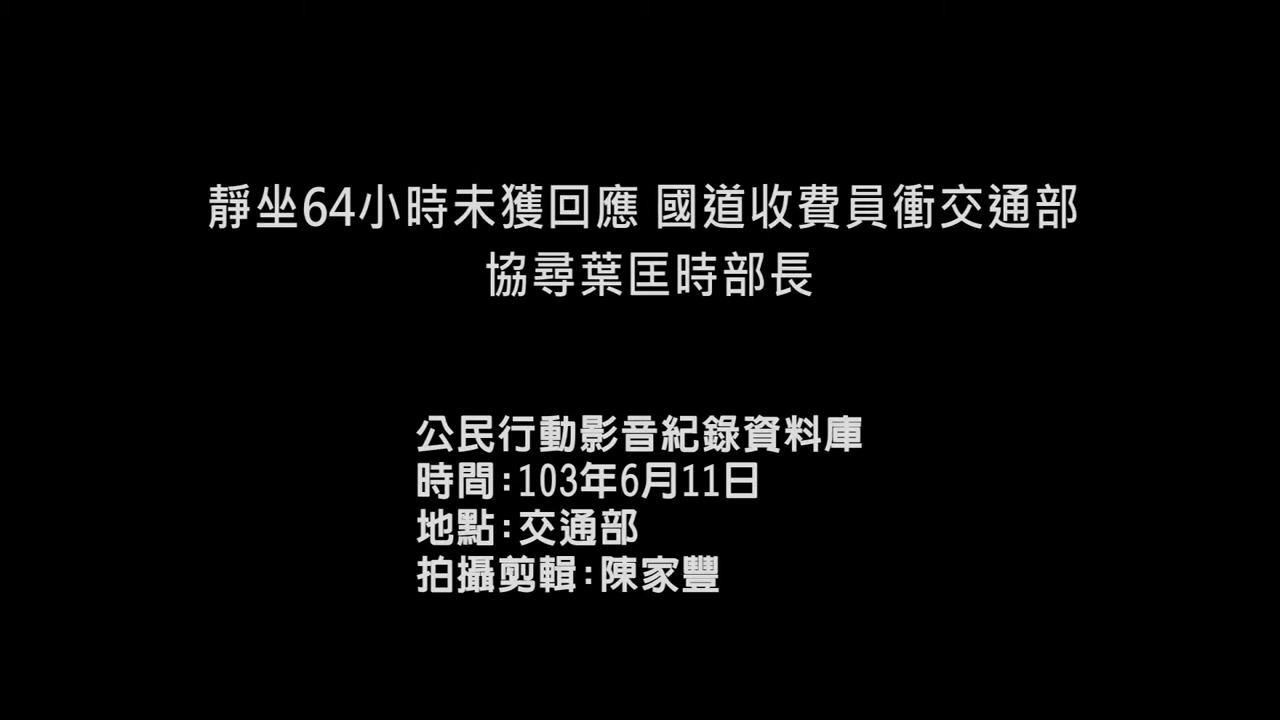 靜坐64小時未獲回應 國道收費員衝交通部
協尋葉匡時部長
公民行動影音紀錄資料庫
時間:103年6月11日
地點:交通部
拍攝剪輯:陳家豐